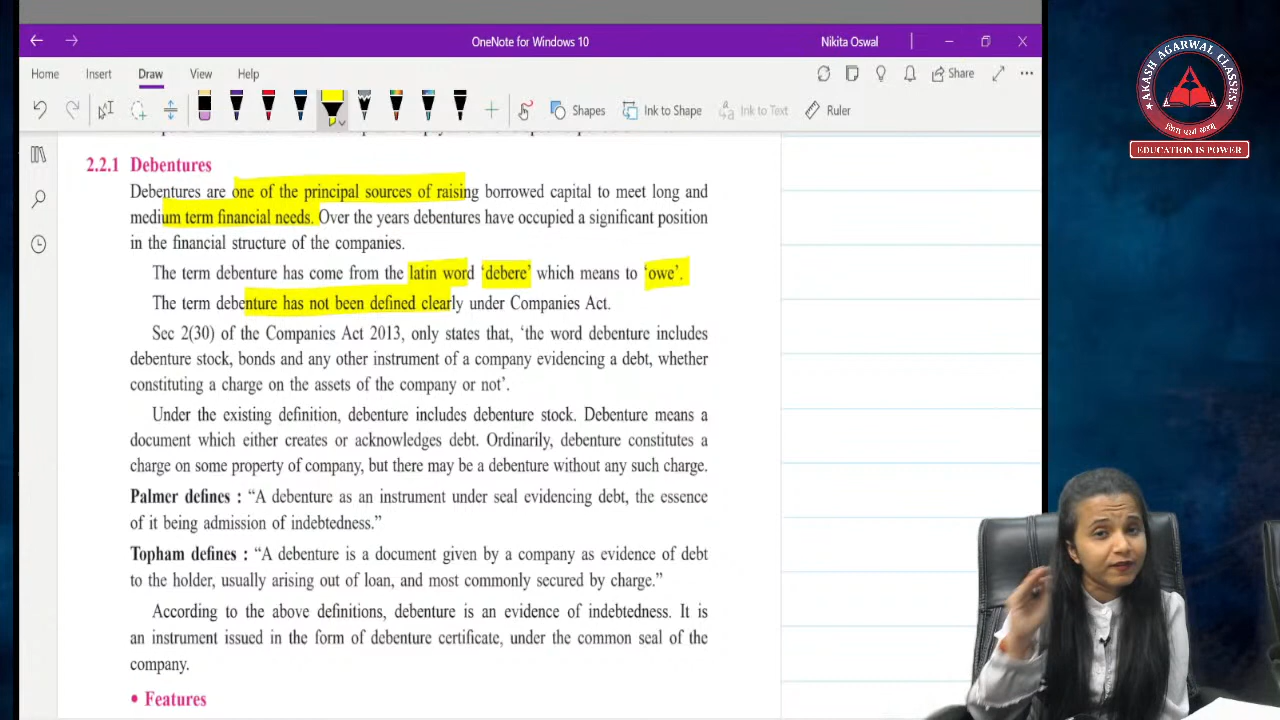 OneNote for Windows 10
Nikita Oswal
Home Insert Draw View Help
Share
Shapes Ink to Shape Ink to Text Ruler
2.2.1 Debentures
Debentures are one of the principal sources of raising borrowed capital to meet long and
medium term financial needs. Over the years debentures have occupied a significant position
in the financial structure of the companies.
The term debenture has come from the latin word ‘debere’ which means to ‘owe’.
The term debenture has not been defined clearly under Companies Act.
Sec 2(30) of the Companies Act 2013, only states that, ‘the word debenture includes
debenture stock, bonds and any other instrument of a company evidencing a debt, whether
constituting a charge on the assets of the company or not’.
Under the existing definition, debenture includes debenture stock. Debenture means a
document which either creates or acknowledges debt. Ordinarily, debenture constitutes a
charge on some property of company, but there may be a debenture without any such charge.
Palmer defines : “A debenture as an instrument under seal evidencing debt, the essence
of it being admission of indebtedness.”
Topham defines : “A debenture is a document given by a company as evidence of debt
to the holder, usually arising out of loan, and most commonly secured by charge.”
According to the above definitions, debenture is an evidence of indebtedness. It is
an instrument issued in the form of debenture certificate, under the common seal of the
company.
• Features
AKASH AGARWAL CLASSES
EDUCATION IS POWER